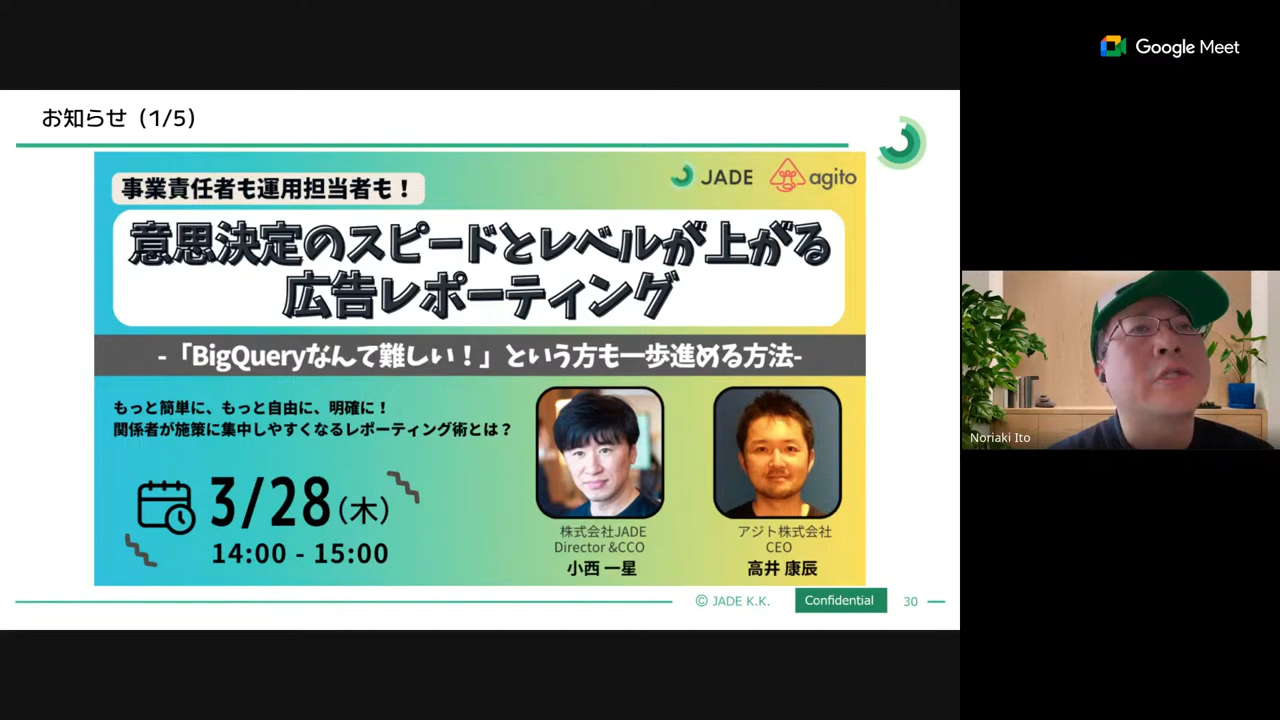 Google Meet
お知らせ (1/5)
JADE
agito
事業責任者も運用担当者も！
意思決定のスピードとレベルが上がる
広告レポーティング
-「BigQueryなんて難しい！」という方も一歩進める方法-
もっと簡単に、もっと自由に、明確に！
関係者が施策に集中しやすくなるレポーティング術とは？
3/28(木)
14:00 - 15:00
株式会社JADE
Director &CCO
小西 一星
アジト株式会社
CEO
高井 康辰
Noriaki Ito
© JADE K.K.
Confidential
30